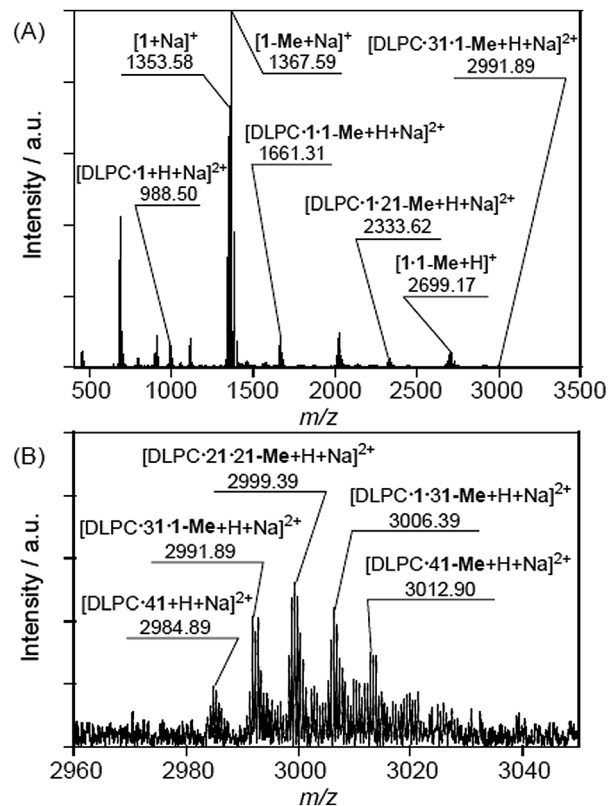 (A)
[1+Na]+
1353.58
[1-Me+Na]+
1367.59
[DLPC·31·1-Me+H+Na]2+
2991.89
[DLPC·1+H+Na]2+
988.50
[DLPC·1·1-Me+H+Na]2+
1661.31
[DLPC·1·21-Me+H+Na]2+
2333.62
[1·1-Me+H]+
2699.17
Intensity / a.u.
500 1000 1500 2000 2500 3000 3500
m/z
(B)
[DLPC·21·21-Me+H+Na]2+
2999.39
[DLPC·31·1-Me+H+Na]2+
2991.89
[DLPC·1·31-Me+H+Na]2+
3006.39
[DLPC·41+H+Na]2+
2984.89
[DLPC·41-Me+H+Na]2+
3012.90
Intensity / a.u.
2960 2980 3000 3020 3040
m/z